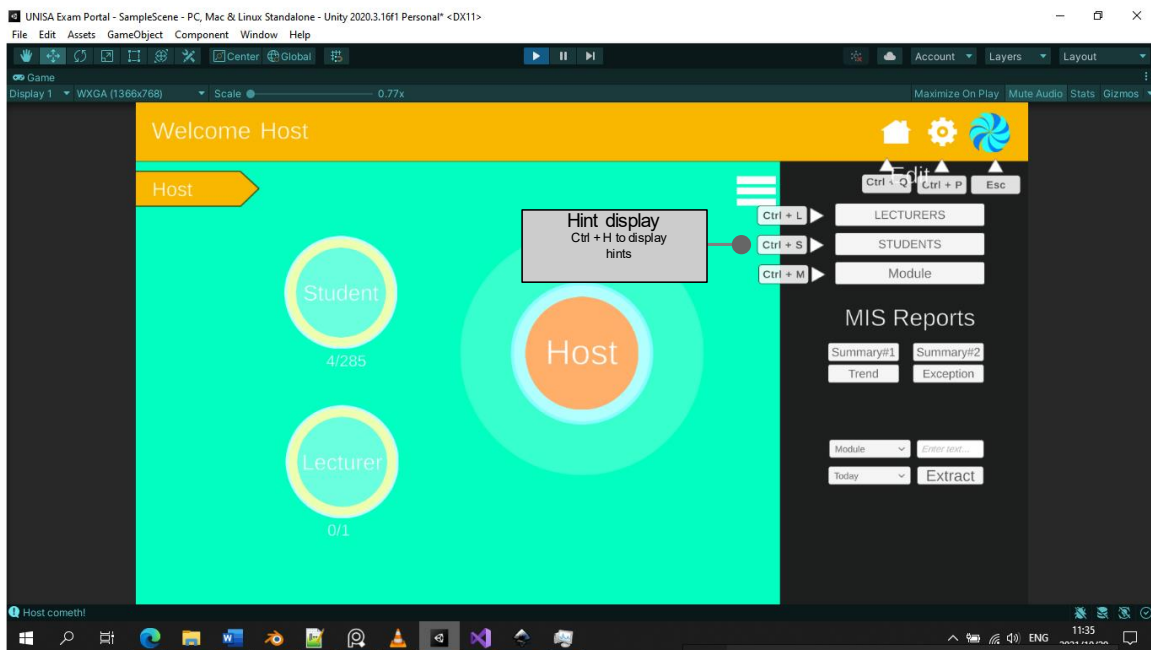 UNISA Exam Portal - SampleScene - PC, Mac & Linux Standalone - Unity 2020.3.16f1 Personal* <DX11>
File Edit Assets GameObject Component Window Help
Center Global Account Layers Layout
Game
Display 1 WXGA (1366x768) Scale 0.77x Maximize On Play Mute Audio Stats Gizmos
Welcome Host
Host
Edit
Ctrl + Q Ctrl + P Esc
Hint display
Ctrl + H to display
hints
Ctrl + L LECTURERS
Ctrl + S STUDENTS
Ctrl + M Module
Student
4/285
Host
Lecturer
0/1
MIS Reports
Summary#1 Summary#2
Trend Exception
Module Enter text...
Today Extract
Host cometh!
ENG 11:35